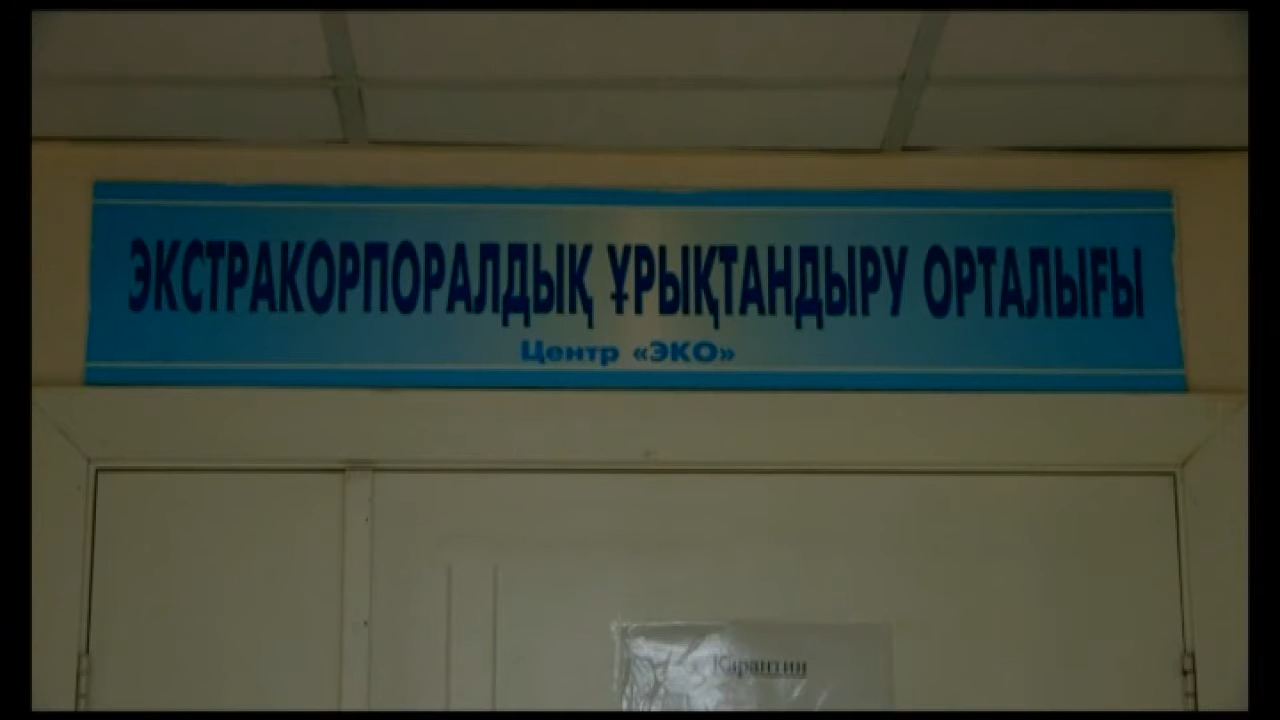 ЭКСТРАКОРПОРАЛДЫҚ ҰРЫҚТАНДЫРУ ОРТАЛЫҒЫ
Центр «ЭКО»
Карантин